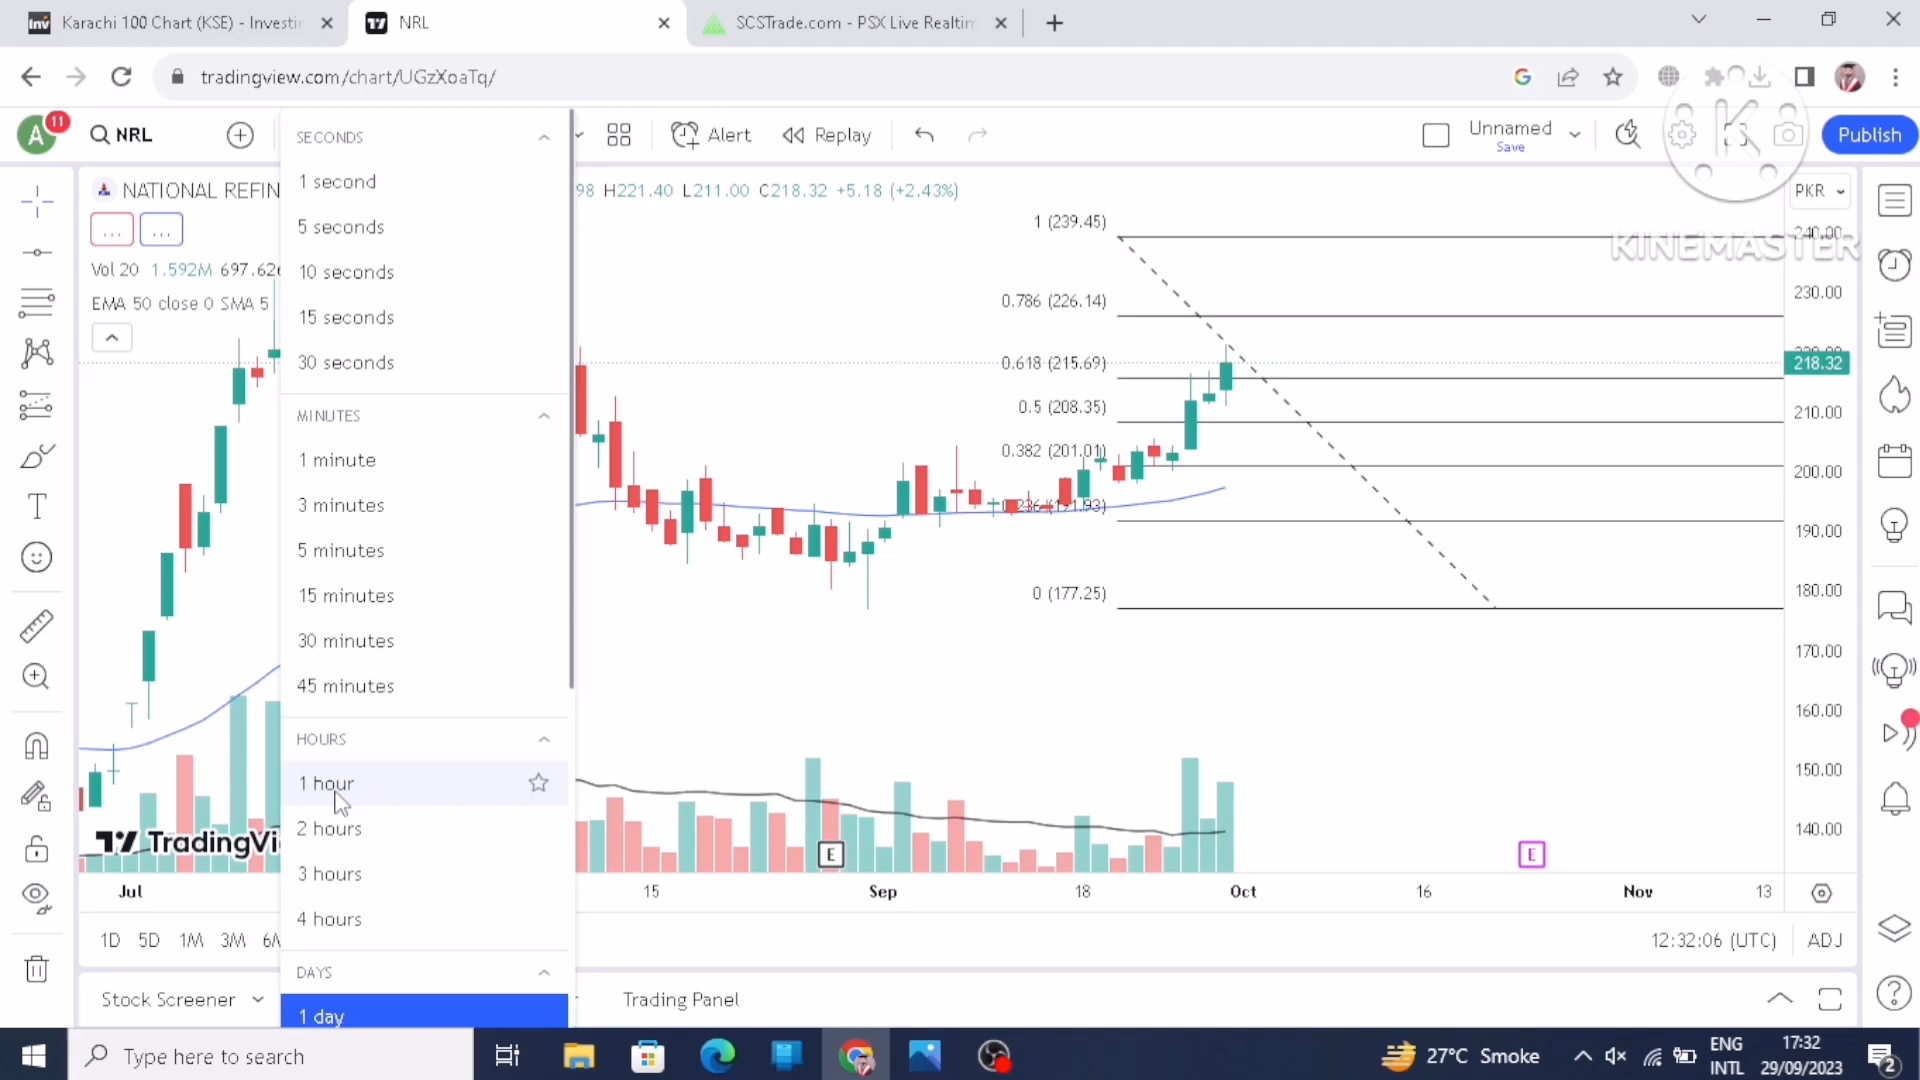 Karachi 100 Chart (KSE) - Investi
NRL
SCSTrade.com - PSX Live Realtim
tradingview.com/chart/UGzXoaTq/
A
11
NRL
Alert
Replay
Unnamed
Save
Publish
NATIONAL REFIN
98 H221.40 L211.00 C218.32 +5.18 (+2.43%)
PKR
KINEMASTER
Vol 20 1.592M 697.62
EMA 50 close 0 SMA 5
SECONDS
1 second
5 seconds
10 seconds
15 seconds
30 seconds
MINUTES
1 minute
3 minutes
5 minutes
15 minutes
30 minutes
45 minutes
HOURS
1 hour
2 hours
3 hours
4 hours
DAYS
1 day
1 (239.45)
0.786 (226.14)
0.618 (215.69)
0.5 (208.35)
0.382 (201.01)
0 (177.25)
240.00
230.00
218.32
210.00
200.00
190.00
180.00
170.00
160.00
150.00
140.00
TradingVi
E
E
Jul
15
Sep
18
Oct
16
Nov
13
1D 5D 1M 3M
12:32:06 (UTC)
ADJ
Stock Screener
Trading Panel
Type here to search
27°C Smoke
ENG
INTL
17:32
29/09/2023
2